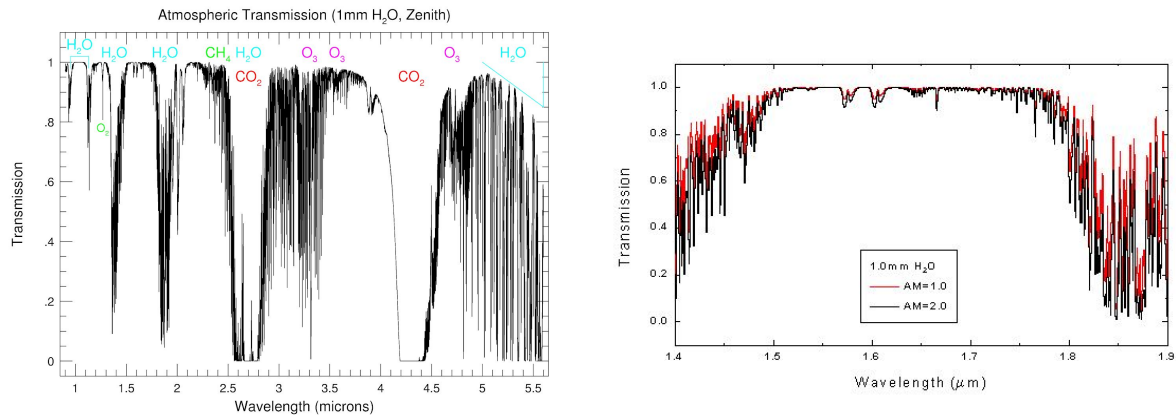 Atmospheric Transmission (1mm H₂O, Zenith)
H₂O H₂O H₂O CH₄ H₂O O₃ O₃ O₃ H₂O
CO₂ CO₂
O₂
Transmission
1
.8
.6
.4
.2
0
1 1.5 2 2.5 3 3.5 4 4.5 5 5.5
Wavelength (microns)
Transmission
1.0
0.8
0.6
0.4
0.2
0.0
1.0mm H₂O
AM=1.0
AM=2.0
1.4 1.5 1.6 1.7 1.8 1.9
Wavelength (μm)